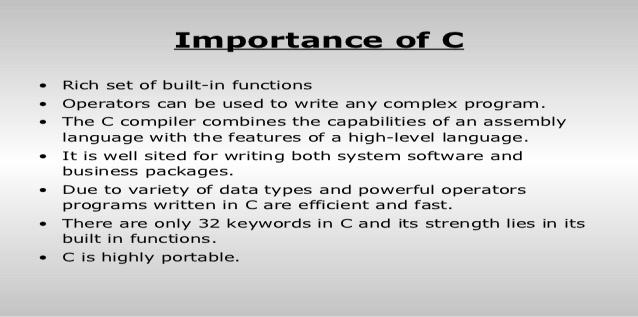 Importance of C
• Rich set of built-in functions
• Operators can be used to write any complex program.
• The C compiler combines the capabilities of an assembly
language with the features of a high-level language.
• It is well sited for writing both system software and
business packages.
• Due to variety of data types and powerful operators
programs written in C are efficient and fast.
• There are only 32 keywords in C and its strength lies in its
built in functions.
• C is highly portable.